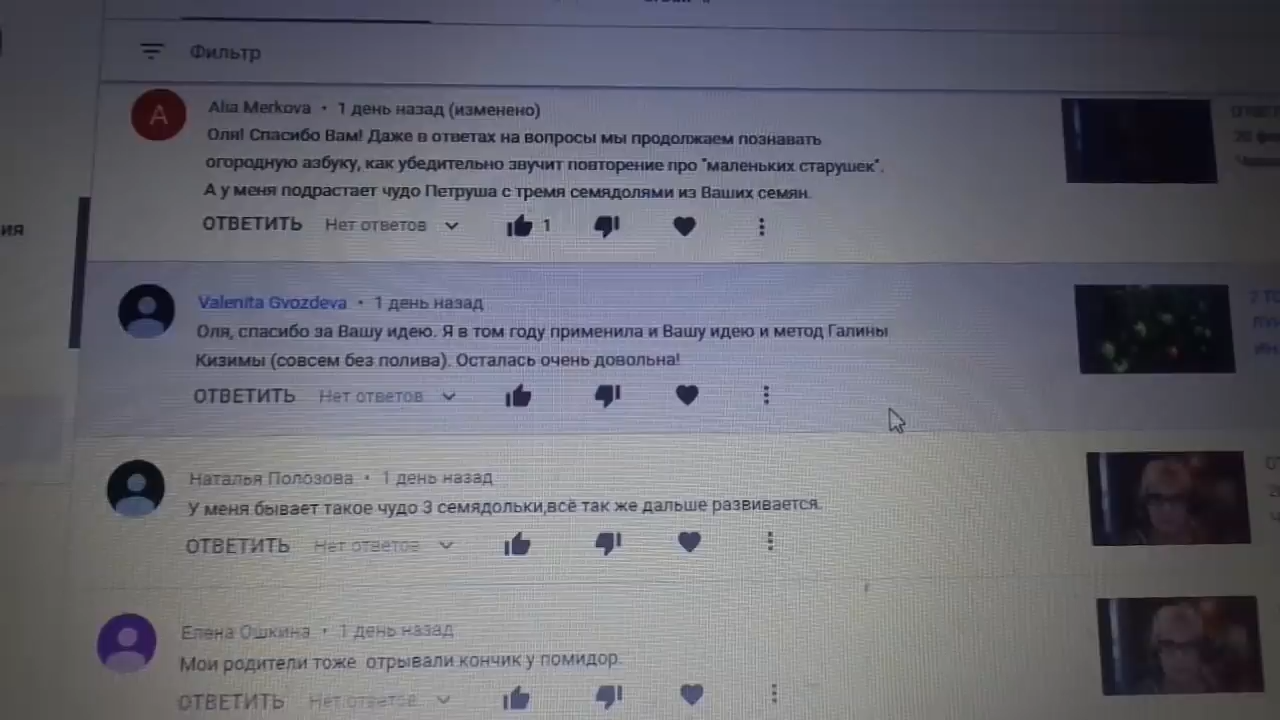 Фильтр
Alia Merkova • 1 день назад (изменено)
Оля! Спасибо Вам! Даже в ответах на вопросы мы продолжаем познавать
огородную азбуку, как убедительно звучит повторение про "маленьких старушек".
А у меня подрастает чудо Петруша с тремя семядолями из Ваших семян.
ОТВЕТИТЬ Нет ответов 1
ия
Valenita Gvozdeva • 1 день назад
Оля, спасибо за Вашу идею. Я в том году применила и Вашу идею и метод Галины
Кизимы (совсем без полива). Осталась очень довольна!
ОТВЕТИТЬ Нет ответов
Наталья Полозова • 1 день назад
У меня бывает такое чудо 3 семядольки,всё так же дальше развивается.
ОТВЕТИТЬ Нет ответов
Елена Ошкина • 1 день назад
Мои родители тоже отрывали кончик у помидор.
ОТВЕТИТЬ Нет ответов